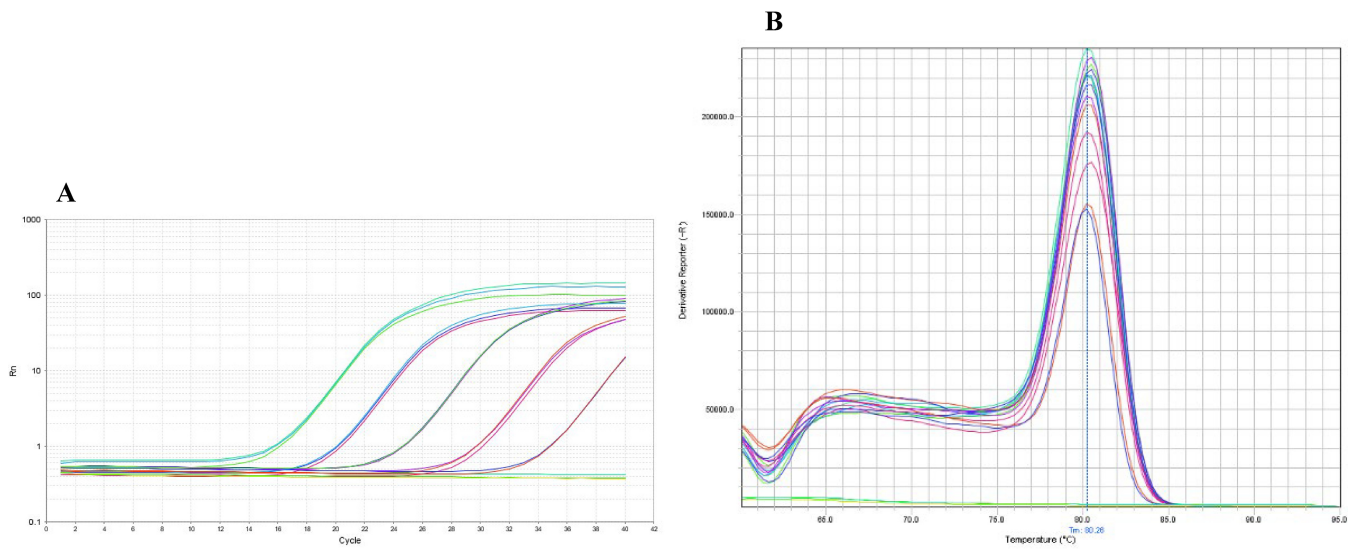 A
1000
100
10
1
0.1
Rn
0 2 4 6 8 10 12 14 16 18 20 22 24 26 28 30 32 34 36 38 40 42
Cycle
B
200000.0
150000.0
100000.0
50000.0
Derivative Reporter (-R')
65.0 70.0 75.0 80.0 85.0 90.0 95.0
Tm: 80.26
Temperature (°C)